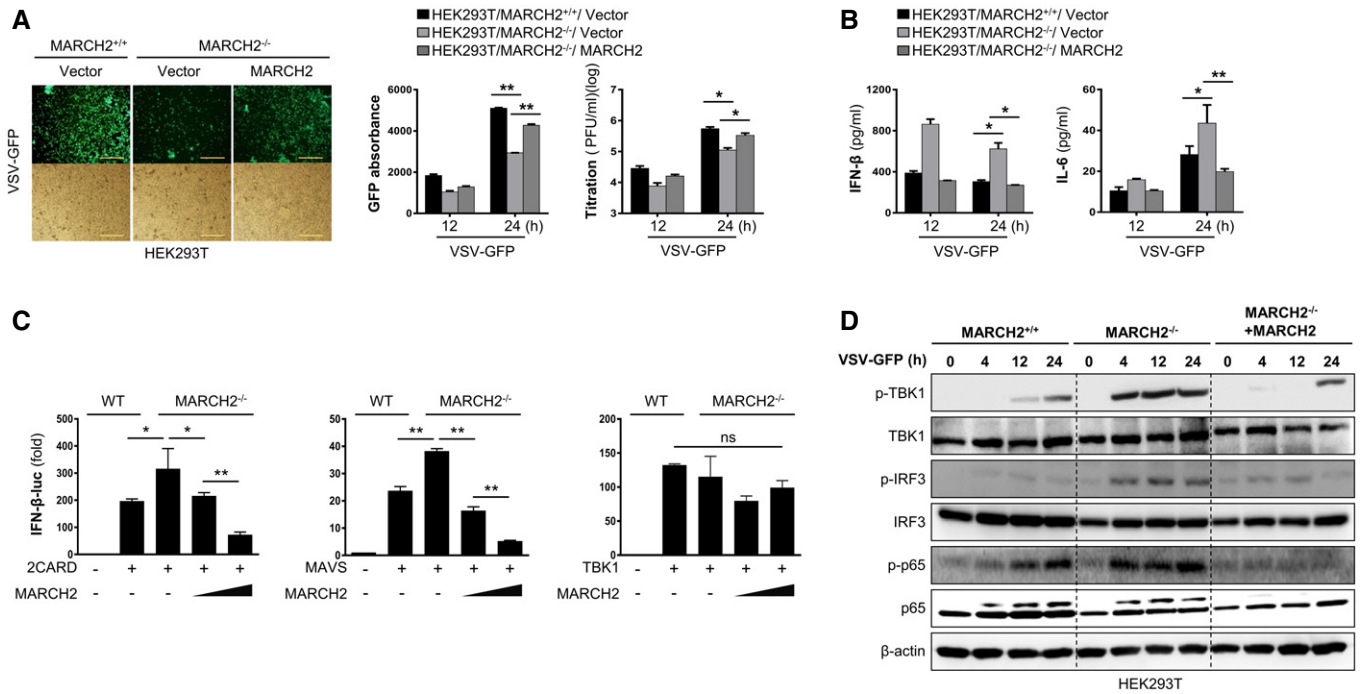 A
MARCH2+/+ MARCH2-/-
Vector Vector MARCH2
VSV-GFP
HEK293T
HEK293T/MARCH2+/+/ Vector
HEK293T/MARCH2-/-/ Vector
HEK293T/MARCH2-/-/ MARCH2
GFP absorbance
6000
4000
2000
0
** **
12 24 (h)
VSV-GFP
Titration ( PFU/ml)(log)
7
6
5
4
3
* *
12 24 (h)
VSV-GFP
B
HEK293T/MARCH2+/+/ Vector
HEK293T/MARCH2-/-/ Vector
HEK293T/MARCH2-/-/ MARCH2
IFN-β (pg/ml)
1200
800
400
0
* *
12 24 (h)
VSV-GFP
IL-6 (pg/ml)
60
40
20
0
* **
12 24 (h)
VSV-GFP
C
WT MARCH2-/-
IFN-β-luc (fold)
500
400
300
200
100
0
* * **
2CARD - + + + +
MARCH2 - - -
WT MARCH2-/-
50
40
30
20
10
0
** ** **
MAVS - + + + +
MARCH2 - - -
WT MARCH2-/-
200
150
100
50
0
ns
TBK1 - + + + +
MARCH2 - - -
D
MARCH2+/+ MARCH2-/- MARCH2-/-
+MARCH2
VSV-GFP (h) 0 4 12 24 0 4 12 24 0 4 12 24
p-TBK1
TBK1
p-IRF3
IRF3
p-p65
p65
β-actin
HEK293T